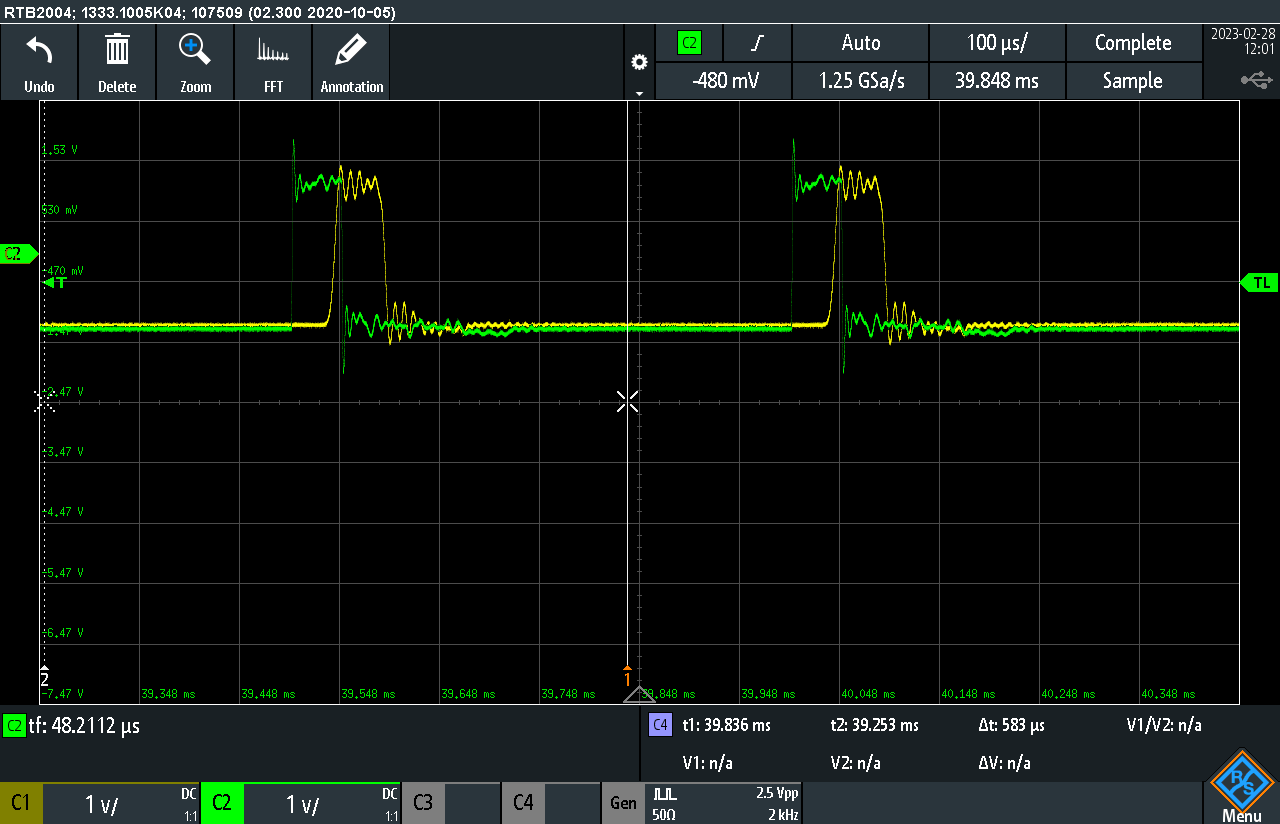 RTB2004; 1333.1005K04; 107509 (02.300 2020-10-05)
Undo Delete Zoom FFT Annotation
C2 Auto 100 µs/ Complete
-480 mV 1.25 GSa/s 39.848 ms Sample
2023-02-28
12:01
1.53 V
530 mV
C2
-470 mV
T
TL
-2.47 V
-3.47 V
-4.47 V
-5.47 V
-6.47 V
2 1
-7.47 V 39.348 ms 39.448 ms 39.548 ms 39.648 ms 39.748 ms 39.848 ms 39.948 ms 40.048 ms 40.148 ms 40.248 ms 40.348 ms
C2 tf: 48.2112 µs
C4 t1: 39.836 ms t2: 39.253 ms Δt: 583 µs V1/V2: n/a
V1: n/a V2: n/a ΔV: n/a
C1 1 V/ DC 1:1
C2 1 V/ DC 1:1
C3 C4
Gen 2.5 Vpp
50Ω 2 kHz
R&S
Menu